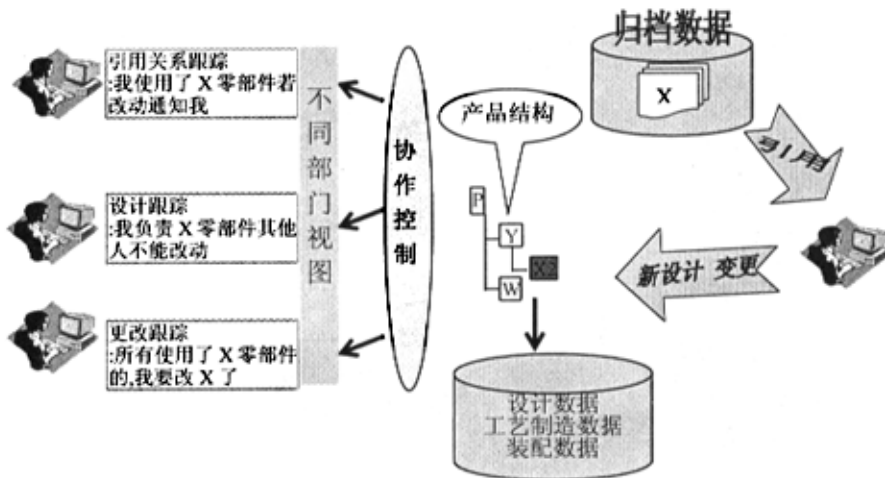 归档数据
X
引用
引用关系跟踪
:我使用了 X 零部件若
改动通知我
设计跟踪
:我负责 X 零部件其他
人不能改动
更改跟踪
:所有使用了 X 零部件
的,我要改 X 了
不同部门视图
协作控制
产品结构
P
Y
X2
W
新设计 变更
设计数据
工艺制造数据
装配数据